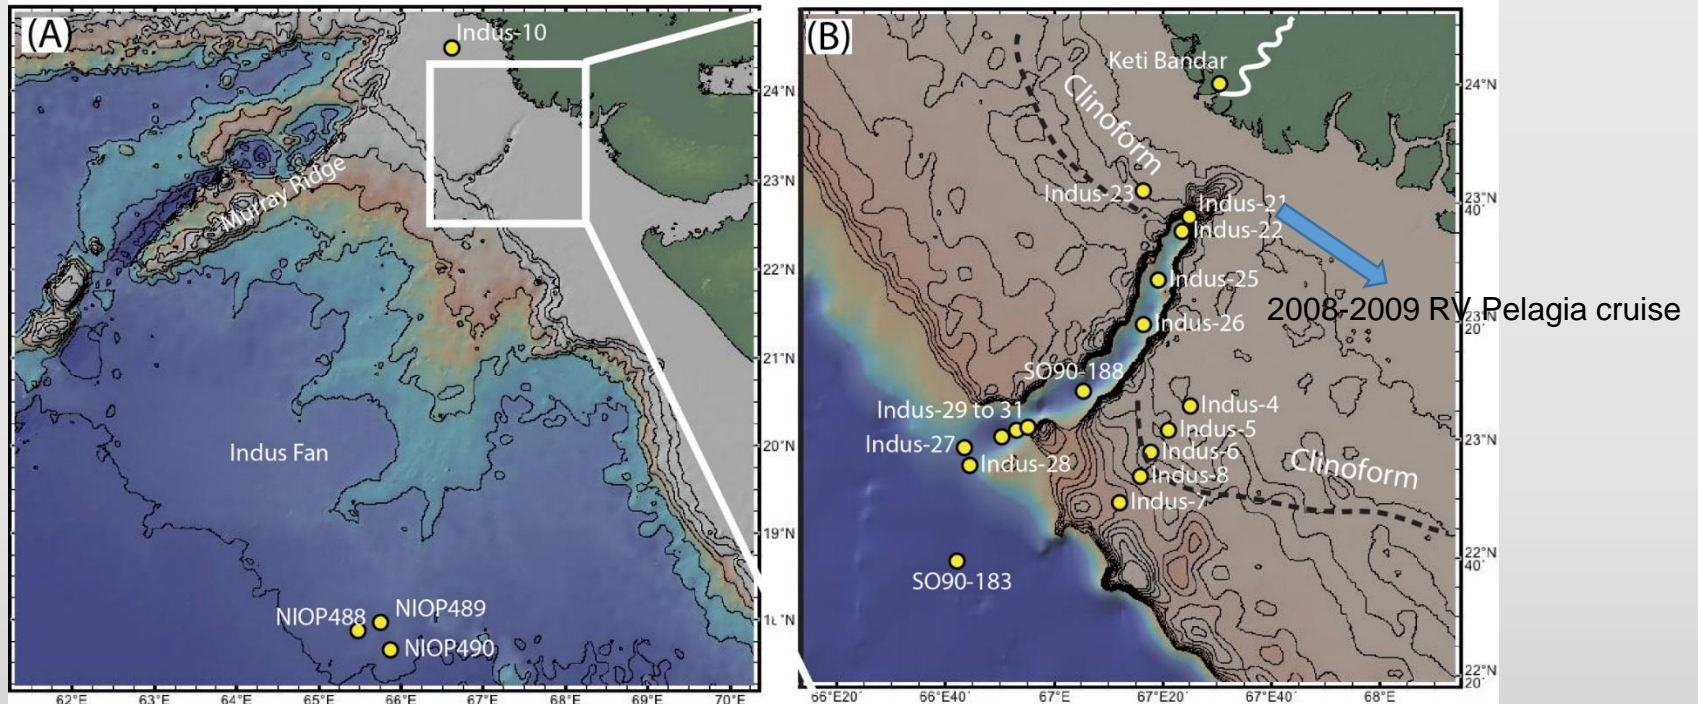 (A)
Indus-10
24°N
23°N
22°N
21°N
20°N
19°N
Murray Ridge
Indus Fan
NIOP488
NIOP489
NIOP490
62°E
63°E
64°E
65°E
66°E
67°E
68°E
69°E
70°E
(B)
Keti Bandar
Clinoform
Indus-23
Indus-21
Indus-22
Indus-25
Indus-26
SO90-188
Indus-29 to 31
Indus-27
Indus-28
Indus-4
Indus-5
Indus-6
Indus-8
Indus-7
Clinoform
SO90-183
2008-2009 RV Pelagia cruise
24°N
23°N
40'
23°N
20'
23°N
22°N
40'
22°N
20'
66°E20'
66°E40'
67°E
67°E20'
67°E40'
68°E